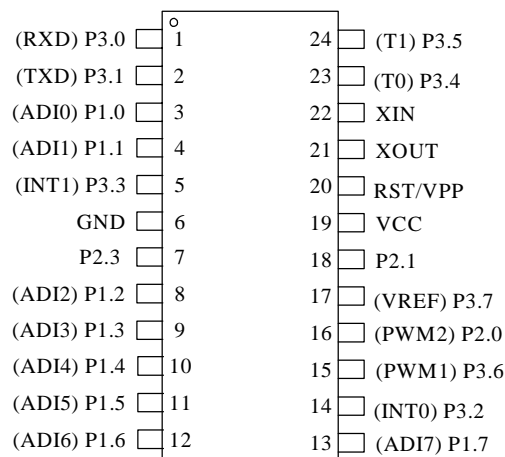 (RXD) P3.0 1 24 (T1) P3.5
(TXD) P3.1 2 23 (T0) P3.4
(ADI0) P1.0 3 22 XIN
(ADI1) P1.1 4 21 XOUT
(INT1) P3.3 5 20 RST/VPP
GND 6 19 VCC
P2.3 7 18 P2.1
(ADI2) P1.2 8 17 (VREF) P3.7
(ADI3) P1.3 9 16 (PWM2) P2.0
(ADI4) P1.4 10 15 (PWM1) P3.6
(ADI5) P1.5 11 14 (INT0) P3.2
(ADI6) P1.6 12 13 (ADI7) P1.7